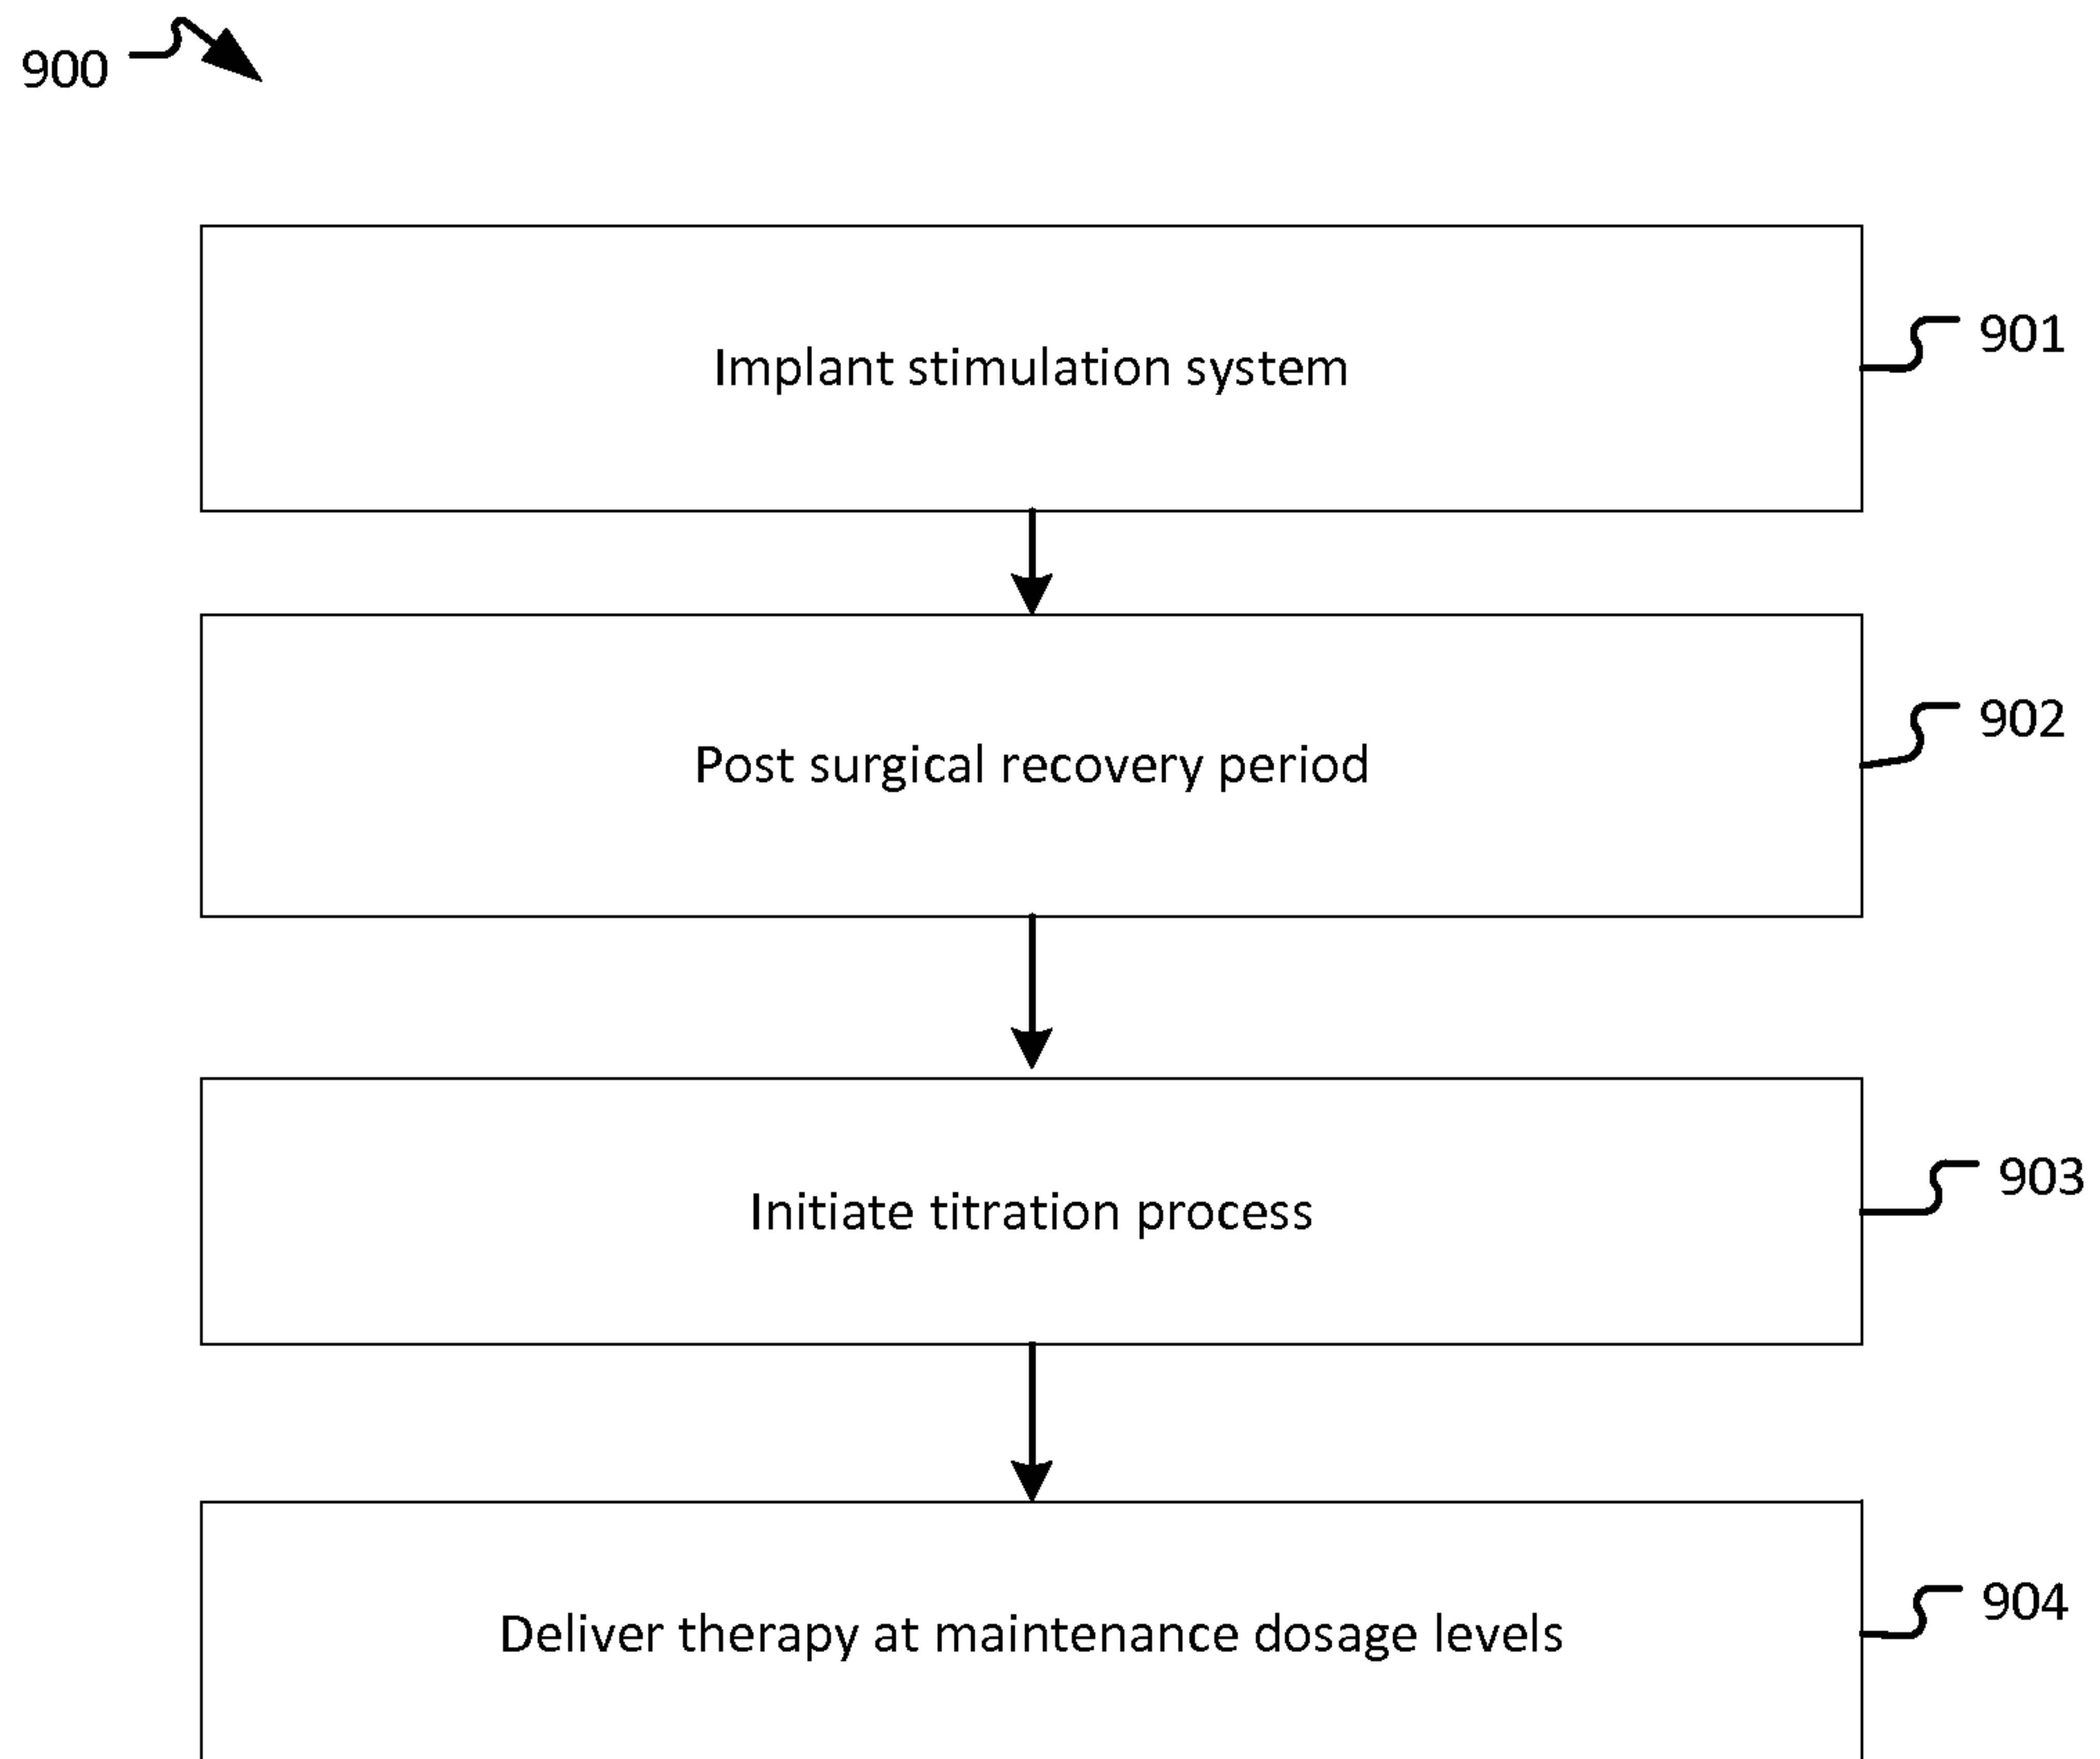 900
Implant stimulation system
901
Post surgical recovery period
902
Initiate titration process
903
Deliver therapy at maintenance dosage levels
904